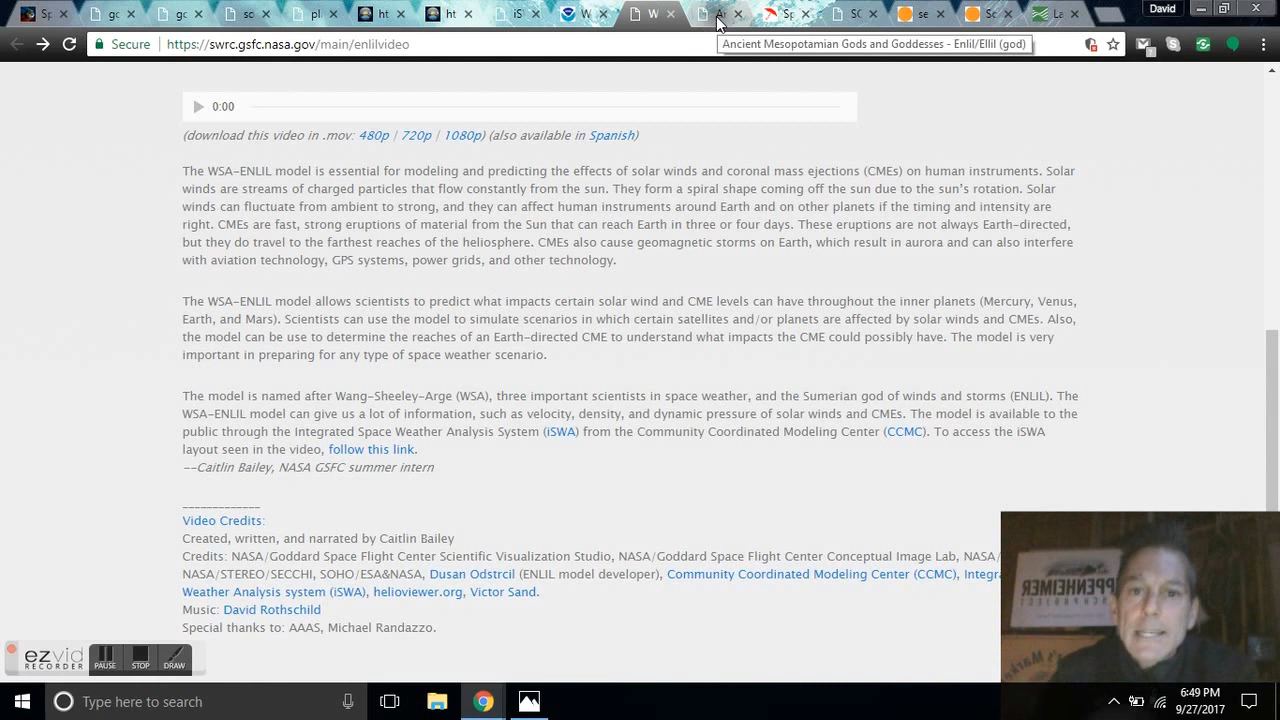 Sp
go
go
so
pl
ht
ht
iS
W
W
A
Sp
SC
se
So
La
David
Secure
https://swrc.gsfc.nasa.gov/main/enlilvideo
Ancient Mesopotamian Gods and Goddesses - Enlil/Ellil (god)
0:00
(download this video in .mov: 480p | 720p | 1080p) (also available in Spanish)
The WSA-ENLIL model is essential for modeling and predicting the effects of solar winds and coronal mass ejections (CMEs) on human instruments. Solar
winds are streams of charged particles that flow constantly from the sun. They form a spiral shape coming off the sun due to the sun's rotation. Solar
winds can fluctuate from ambient to strong, and they can affect human instruments around Earth and on other planets if the timing and intensity are
right. CMEs are fast, strong eruptions of material from the Sun that can reach Earth in three or four days. These eruptions are not always Earth-directed,
but they do travel to the farthest reaches of the heliosphere. CMEs also cause geomagnetic storms on Earth, which result in aurora and can also interfere
with aviation technology, GPS systems, power grids, and other technology.
The WSA-ENLIL model allows scientists to predict what impacts certain solar wind and CME levels can have throughout the inner planets (Mercury, Venus,
Earth, and Mars). Scientists can use the model to simulate scenarios in which certain satellites and/or planets are affected by solar winds and CMEs. Also,
the model can be use to determine the reaches of an Earth-directed CME to understand what impacts the CME could possibly have. The model is very
important in preparing for any type of space weather scenario.
The model is named after Wang-Sheeley-Arge (WSA), three important scientists in space weather, and the Sumerian god of winds and storms (ENLIL). The
WSA-ENLIL model can give us a lot of information, such as velocity, density, and dynamic pressure of solar winds and CMEs. The model is available to the
public through the Integrated Space Weather Analysis System (iSWA) from the Community Coordinated Modeling Center (CCMC). To access the iSWA
layout seen in the video, follow this link.
--Caitlin Bailey, NASA GSFC summer intern
_____________
Video Credits:
Created, written, and narrated by Caitlin Bailey
Credits: NASA/Goddard Space Flight Center Scientific Visualization Studio, NASA/Goddard Space Flight Center Conceptual Image Lab, NASA/
NASA/STEREO/SECCHI, SOHO/ESA&NASA, Dusan Odstrcil (ENLIL model developer), Community Coordinated Modeling Center (CCMC), Integra
Weather Analysis system (iSWA), helioviewer.org, Victor Sand.
Music: David Rothschild
Special thanks to: AAAS, Michael Randazzo.
PPENHEIMER
ezvid
RECORDER
PAUSE
STOP
DRAW
Type here to search
6:49 PM
9/27/2017